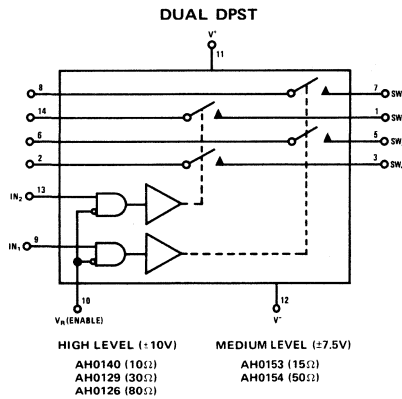 DUAL DPST
V⁺
11
8
7 SW
14
1 SW
6
5 SW
2
3 SW.
13
IN₂
9
IN₁
10
12
V_R (ENABLE)
V⁻
HIGH LEVEL (±10V)
MEDIUM LEVEL (±7.5V)
AH0140 (10Ω)
AH0153 (15Ω)
AH0129 (30Ω)
AH0154 (50Ω)
AH0126 (80Ω)